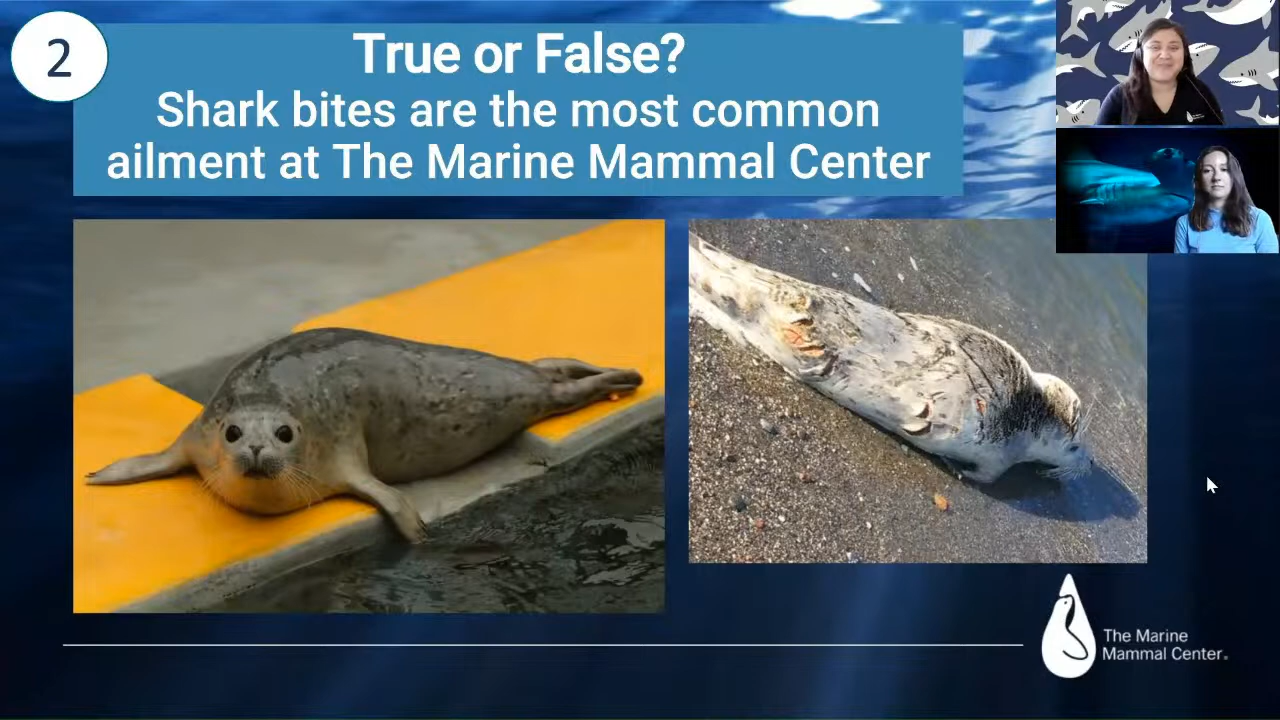 2
True or False?
Shark bites are the most common
ailment at The Marine Mammal Center
The Marine
Mammal Center®